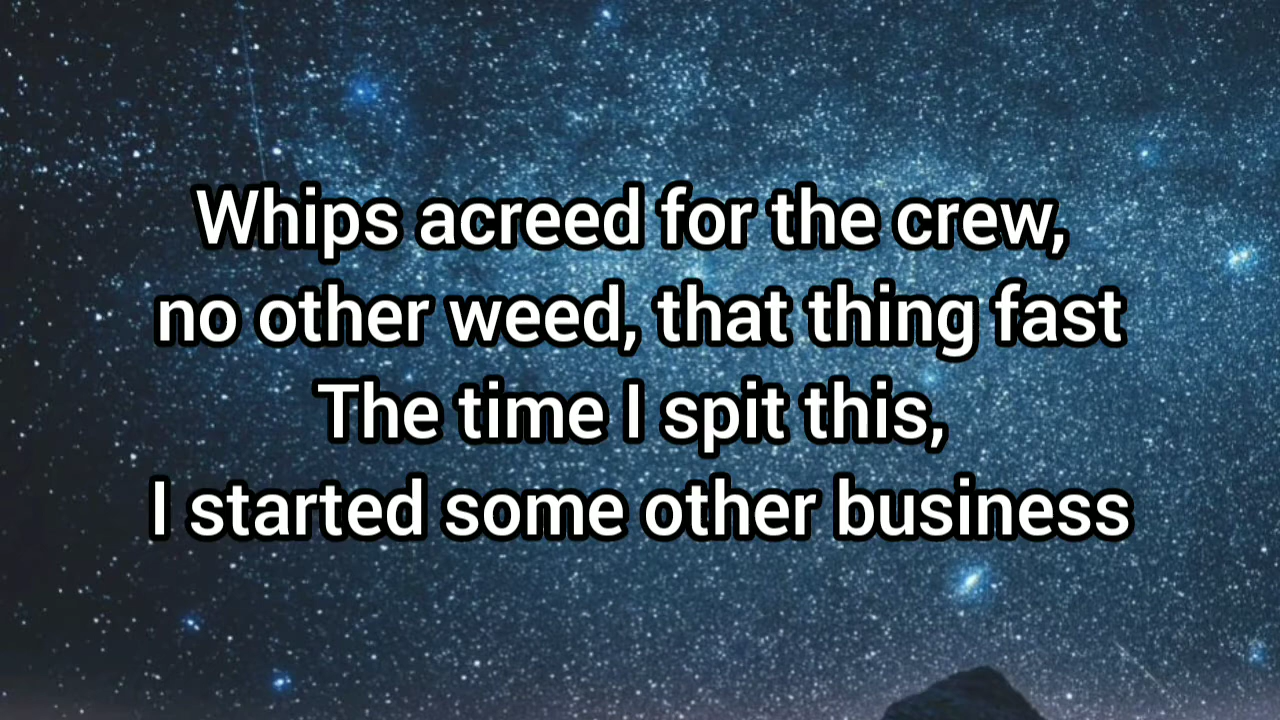 Whips acreed for the crew,
no other weed, that thing fast
The time I spit this,
I started some other business